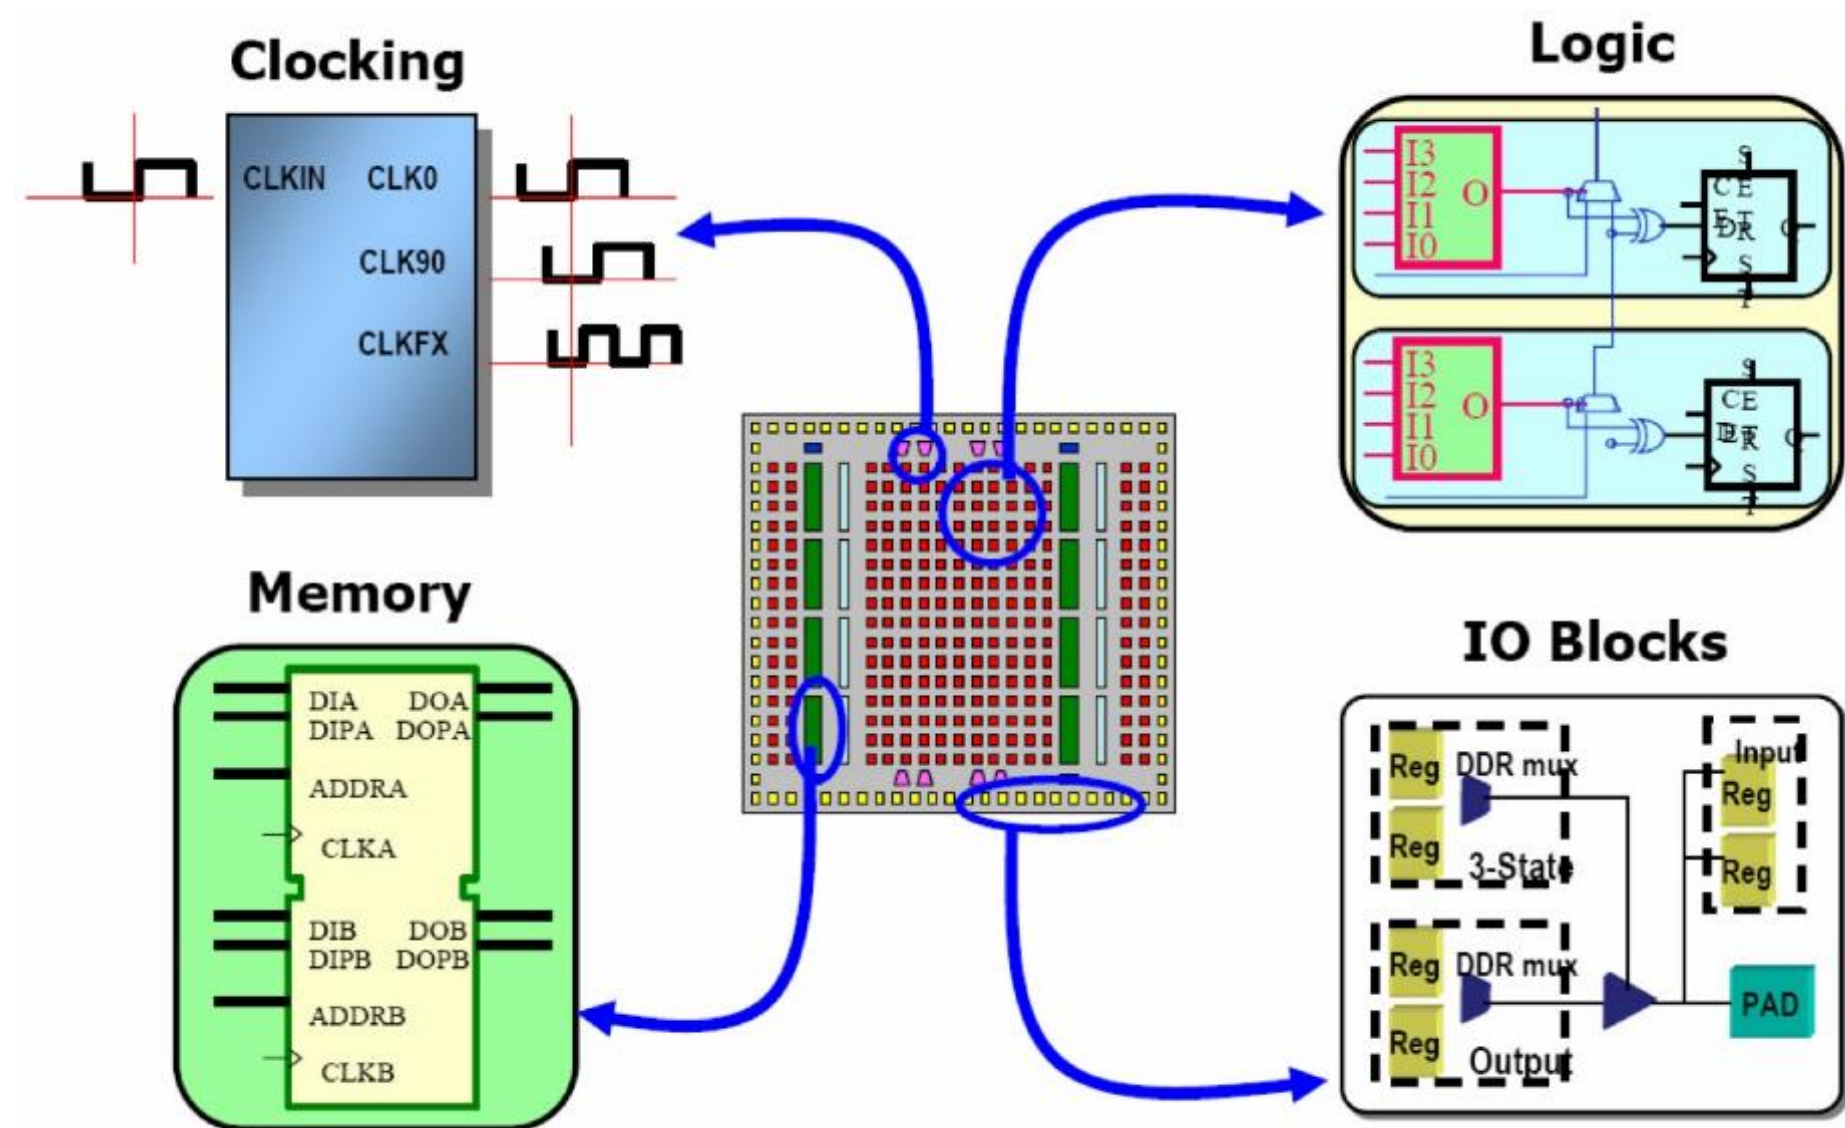 Clocking
CLKIN CLK0
CLK90
CLKFX
Logic
I3
I2
I1
I0
O
S
CE
D
R
S
T
Q
I3
I2
I1
I0
O
S
CE
D
R
S
T
Q
Memory
DIA DOA
DIPA DOPA
ADDRA
CLKA
DIB DOB
DIPB DOPB
ADDRB
CLKB
IO Blocks
Reg DDR mux
Reg 3-State
Input
Reg
Reg
Reg DDR mux
Reg Output
PAD